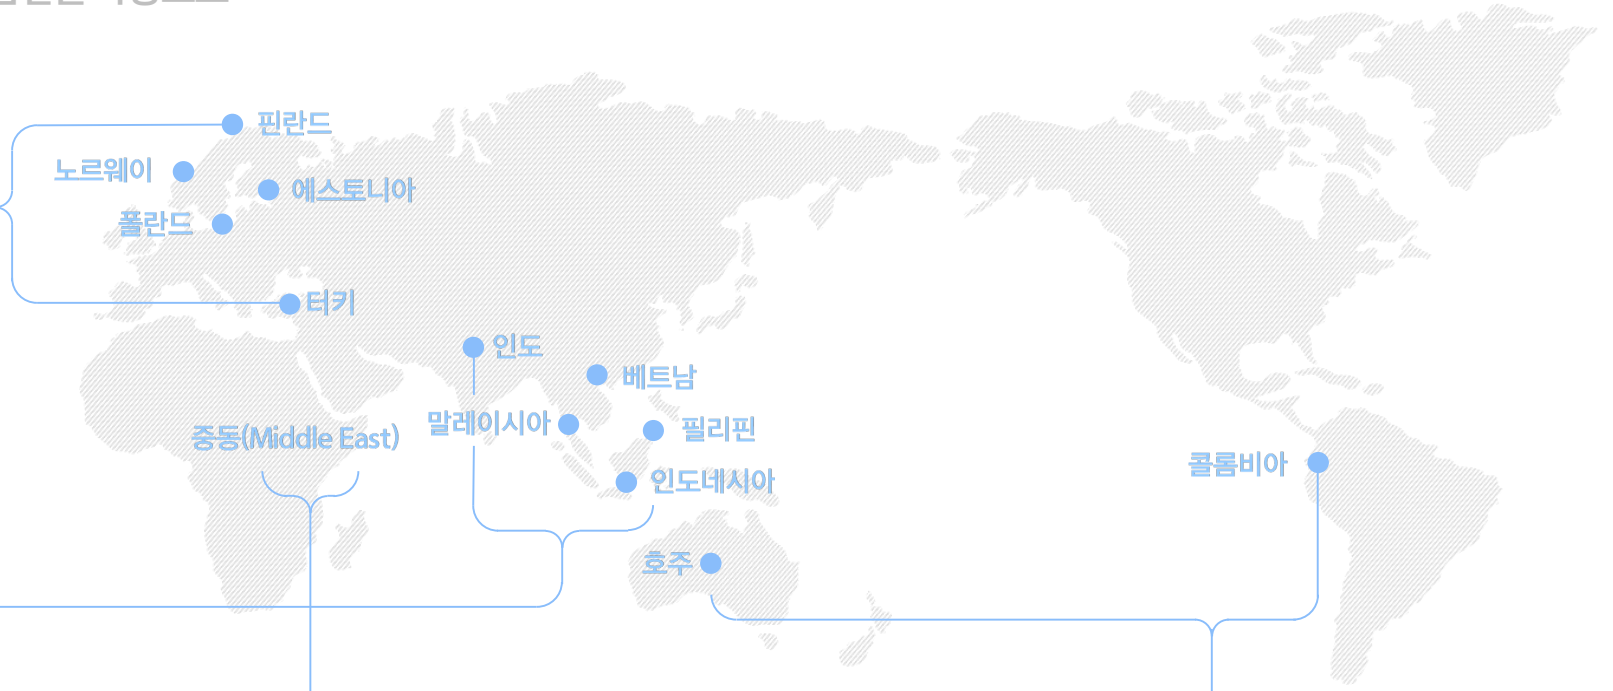 핀란드
노르웨이
에스토니아
폴란드
터키
인도
베트남
말레이시아
필리핀
중동(Middle East)
콜롬비아
인도네시아
호주